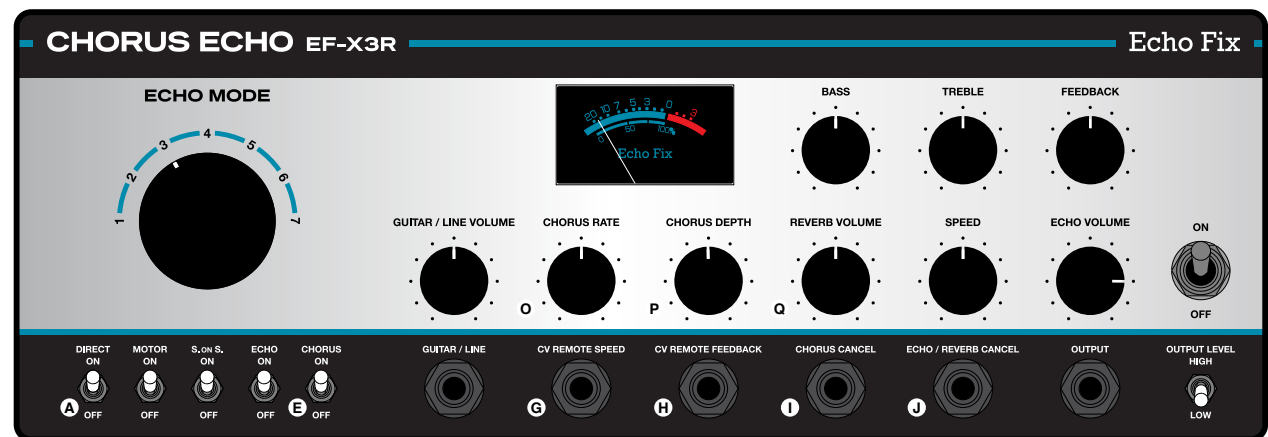 CHORUS ECHO EF-X3R
Echo Fix
ECHO MODE
1 2 3 4 5 6 7
20 10 7 5 3 0 3
0 50 100%
Echo Fix
BASS
TREBLE
FEEDBACK
GUITAR / LINE VOLUME
CHORUS RATE
CHORUS DEPTH
REVERB VOLUME
SPEED
ECHO VOLUME
ON
OFF
O
P
Q
DIRECT
ON
OFF
A
MOTOR
ON
OFF
S. ON S.
ON
OFF
ECHO
ON
OFF
CHORUS
ON
OFF
E
GUITAR / LINE
CV REMOTE SPEED
G
CV REMOTE FEEDBACK
H
CHORUS CANCEL
I
ECHO / REVERB CANCEL
J
OUTPUT
OUTPUT LEVEL
HIGH
LOW